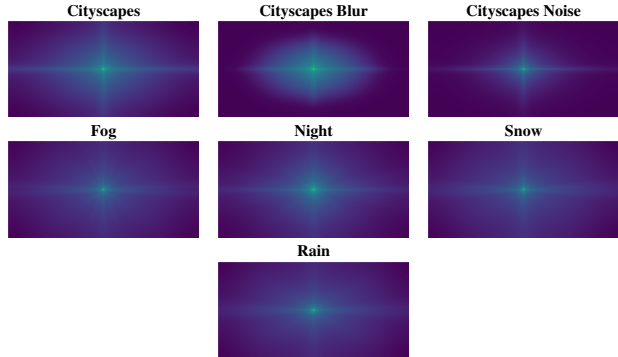 Cityscapes
Cityscapes Blur
Cityscapes Noise
Fog
Night
Snow
Rain